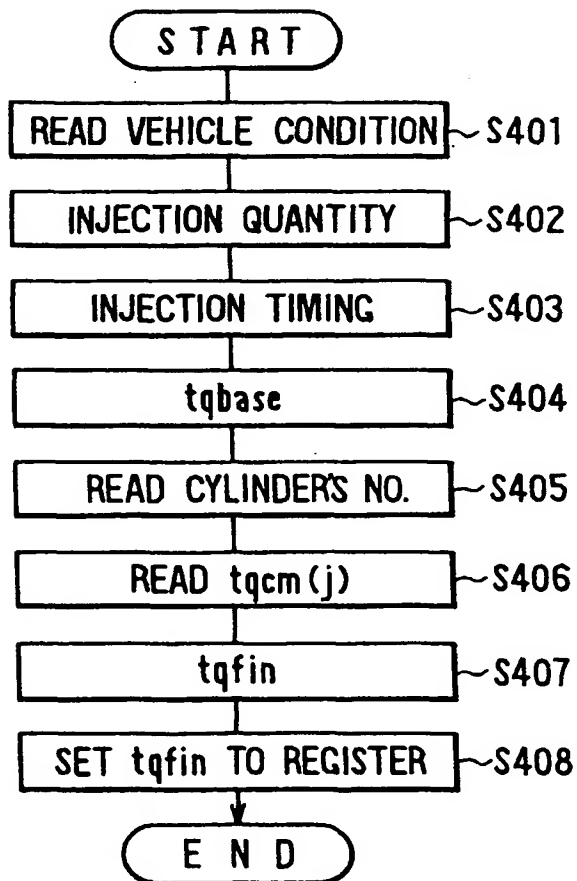 START
READ VEHICLE CONDITION ~S401
INJECTION QUANTITY ~S402
INJECTION TIMING ~S403
tqbase ~S404
READ CYLINDER'S NO. ~S405
READ tqcm(j) ~S406
tqfin ~S407
SET tqfin TO REGISTER ~S408
END